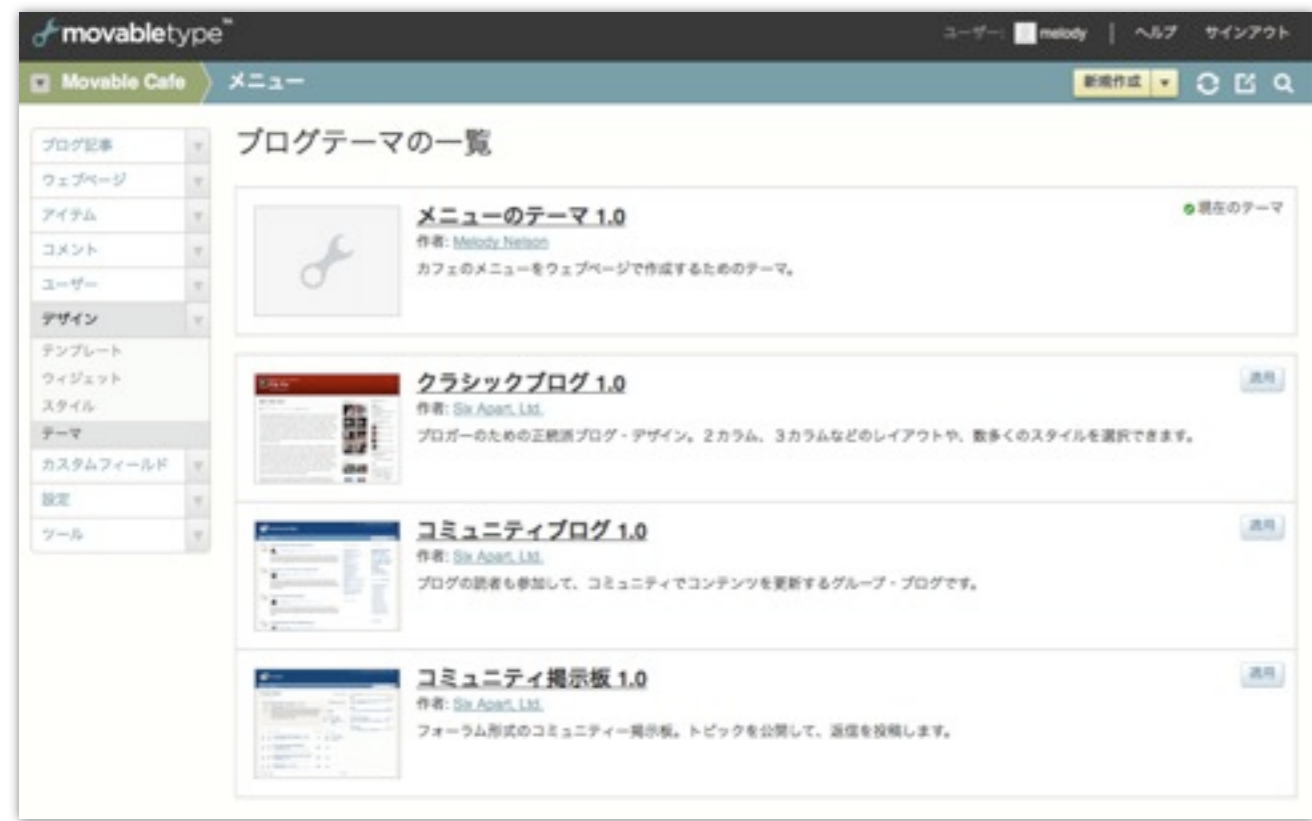 movabletype™
ユーザー: melody | ヘルプ サインアウト
Movable Cafe メニュー 新規作成
ブログ記事
ウェブページ
アイテム
コメント
ユーザー
デザイン
テンプレート
ウィジェット
スタイル
テーマ
カスタムフィールド
設定
ツール
ブログテーマの一覧
メニューのテーマ 1.0
現在のテーマ
作者: Melody Nelson
カフェのメニューをウェブページで作成するためのテーマ。
クラシックブログ 1.0
適用
作者: Six Apart, Ltd.
ブロガーのための正統派ブログ・デザイン。2カラム、3カラムなどのレイアウトや、数多くのスタイルを選択できます。
コミュニティブログ 1.0
適用
作者: Six Apart, Ltd.
ブログの読者も参加して、コミュニティでコンテンツを更新するグループ・ブログです。
コミュニティ掲示板 1.0
適用
作者: Six Apart, Ltd.
フォーラム形式のコミュニティー掲示板。トピックを公開して、返信を投稿します。